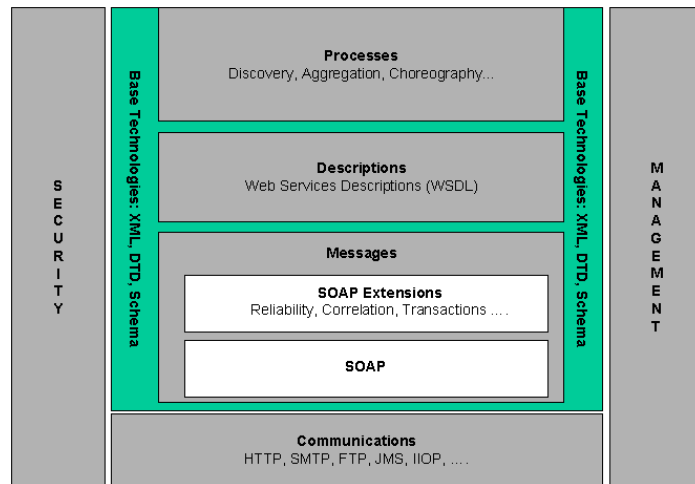 Processes
Discovery, Aggregation, Choreography...
Base Technologies: XML, DTD, Schema
Base Technologies: XML, DTD, Schema
Descriptions
Web Services Descriptions (WSDL)
SECURITY
MANAGEMENT
Messages
SOAP Extensions
Reliability, Correlation, Transactions ....
SOAP
Communications
HTTP, SMTP, FTP, JMS, IIOP, ....